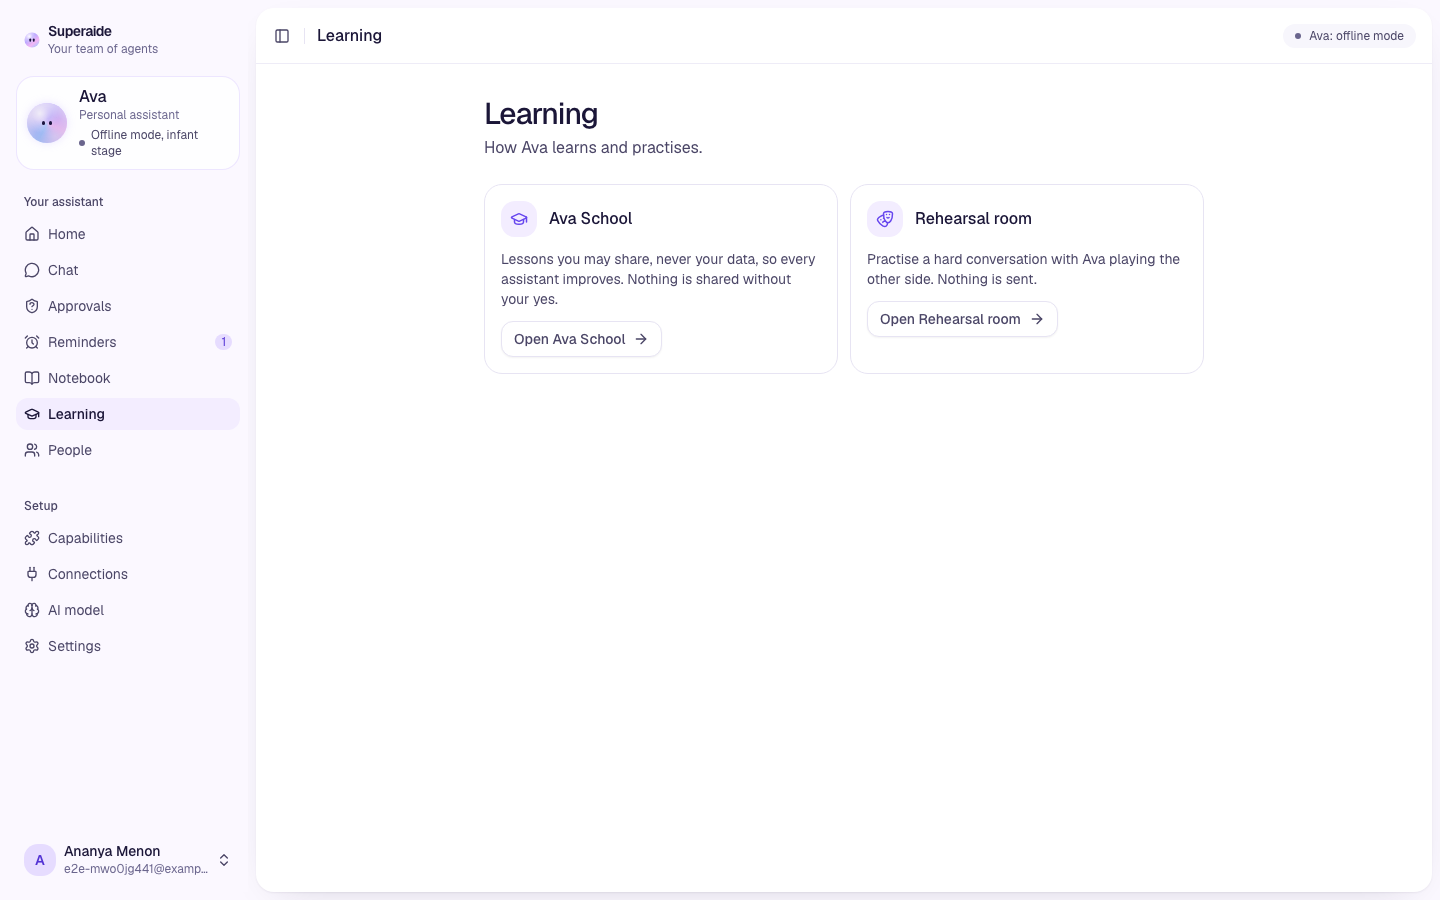 Superaide
Your team of agents
Ava
Personal assistant
Offline mode, infant
stage
Your assistant
Home
Chat
Approvals
Reminders
1
Notebook
Learning
People
Setup
Capabilities
Connections
AI model
Settings
A
Ananya Menon
e2e-mwo0jg441@examp...
Learning
Ava: offline mode
Learning
How Ava learns and practises.
Ava School
Lessons you may share, never your data, so every
assistant improves. Nothing is shared without
your yes.
Open Ava School
Rehearsal room
Practise a hard conversation with Ava playing the
other side. Nothing is sent.
Open Rehearsal room